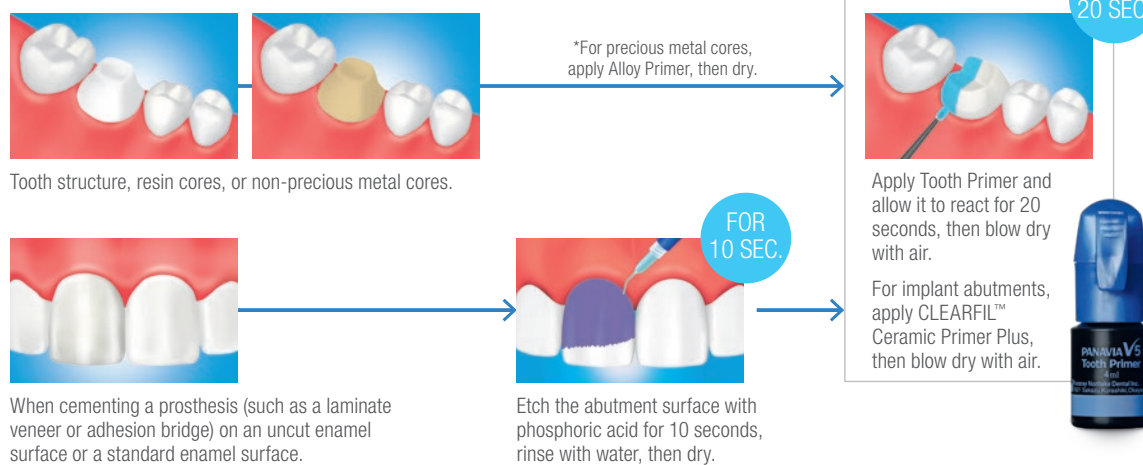 20 SEC
*For precious metal cores,
apply Alloy Primer, then dry.
Tooth structure, resin cores, or non-precious metal cores.
Apply Tooth Primer and
allow it to react for 20
seconds, then blow dry
with air.
For implant abutments,
apply CLEARFIL™
Ceramic Primer Plus,
then blow dry with air.
PANAVIA V5
Tooth Primer
4ml
FOR
10 SEC.
When cementing a prosthesis (such as a laminate
veneer or adhesion bridge) on an uncut enamel
surface or a standard enamel surface.
Etch the abutment surface with
phosphoric acid for 10 seconds,
rinse with water, then dry.